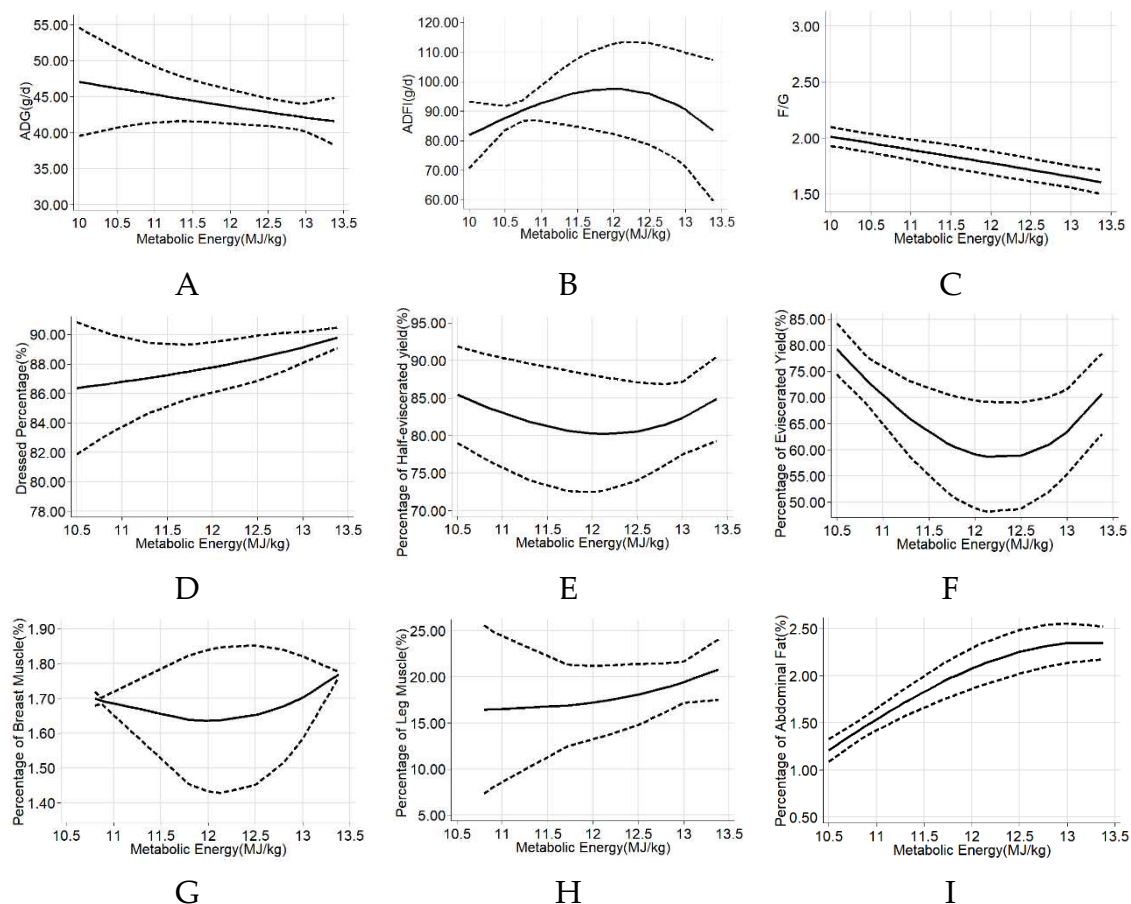 ADG(g/d)
55.00
50.00
45.00
40.00
35.00
30.00
10 10.5 11 11.5 12 12.5 13 13.5
Metabolic Energy(MJ/kg)
A
ADFI(g/d)
120.00
110.00
100.00
90.00
80.00
70.00
60.00
10 10.5 11 11.5 12 12.5 13 13.5
Metabolic Energy(MJ/kg)
B
F/G
3.00
2.50
2.00
1.50
10 10.5 11 11.5 12 12.5 13 13.5
Metabolic Energy(MJ/kg)
C
Dressed Percentage(%)
90.00
88.00
86.00
84.00
82.00
80.00
78.00
10.5 11 11.5 12 12.5 13 13.5
Metabolic Energy(MJ/kg)
D
Percentage of Half-eviscerated yield(%)
95.00
90.00
85.00
80.00
75.00
70.00
10.5 11 11.5 12 12.5 13 13.5
Metabolic Energy(MJ/kg)
E
Percentage of Eviscerated Yield(%)
85.00
80.00
75.00
70.00
65.00
60.00
55.00
50.00
10.5 11 11.5 12 12.5 13 13.5
Metabolic Energy(MJ/kg)
F
Percentage of Breast Muscle(%)
1.90
1.80
1.70
1.60
1.50
1.40
10.5 11 11.5 12 12.5 13 13.5
Metabolic Energy(MJ/kg)
G
Percentage of Leg Muscle(%)
25.00
20.00
15.00
10.00
5.00
10.5 11 11.5 12 12.5 13 13.5
Metabolic Energy(MJ/kg)
H
Percentage of Abdominal Fat(%)
2.50
2.00
1.50
1.00
0.50
10.5 11 11.5 12 12.5 13 13.5
Metabolic Energy(MJ/kg)
I